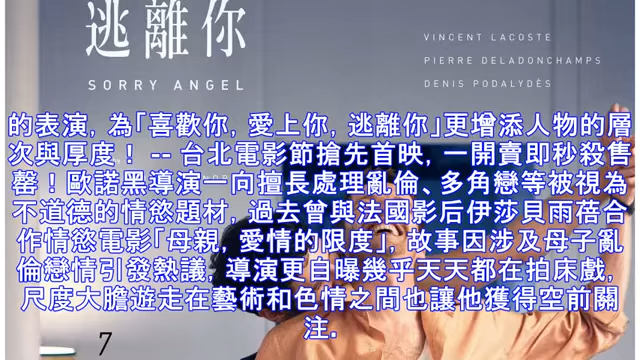 逃離你
SORRY ANGEL
VINCENT LACOSTE
PIERRE DELADONCHAMPS
DENIS PODALYDÈS
的表演, 為「喜歡你, 愛上你, 逃離你」更增添人物的層
次與厚度! -- 台北電影節搶先首映, 一開賣即秒殺售
罄!歐諾黑導演一向擅長處理亂倫、多角戀等被視為
不道德的情慾題材, 過去曾與法國影后伊莎貝雨蓓合
作情慾電影「母親, 愛情的限度」, 故事因涉及母子亂
倫戀情引發熱議, 導演更自曝幾乎天天都在拍床戲,
尺度大膽遊走在藝術和色情之間也讓他獲得空前關
注.
7